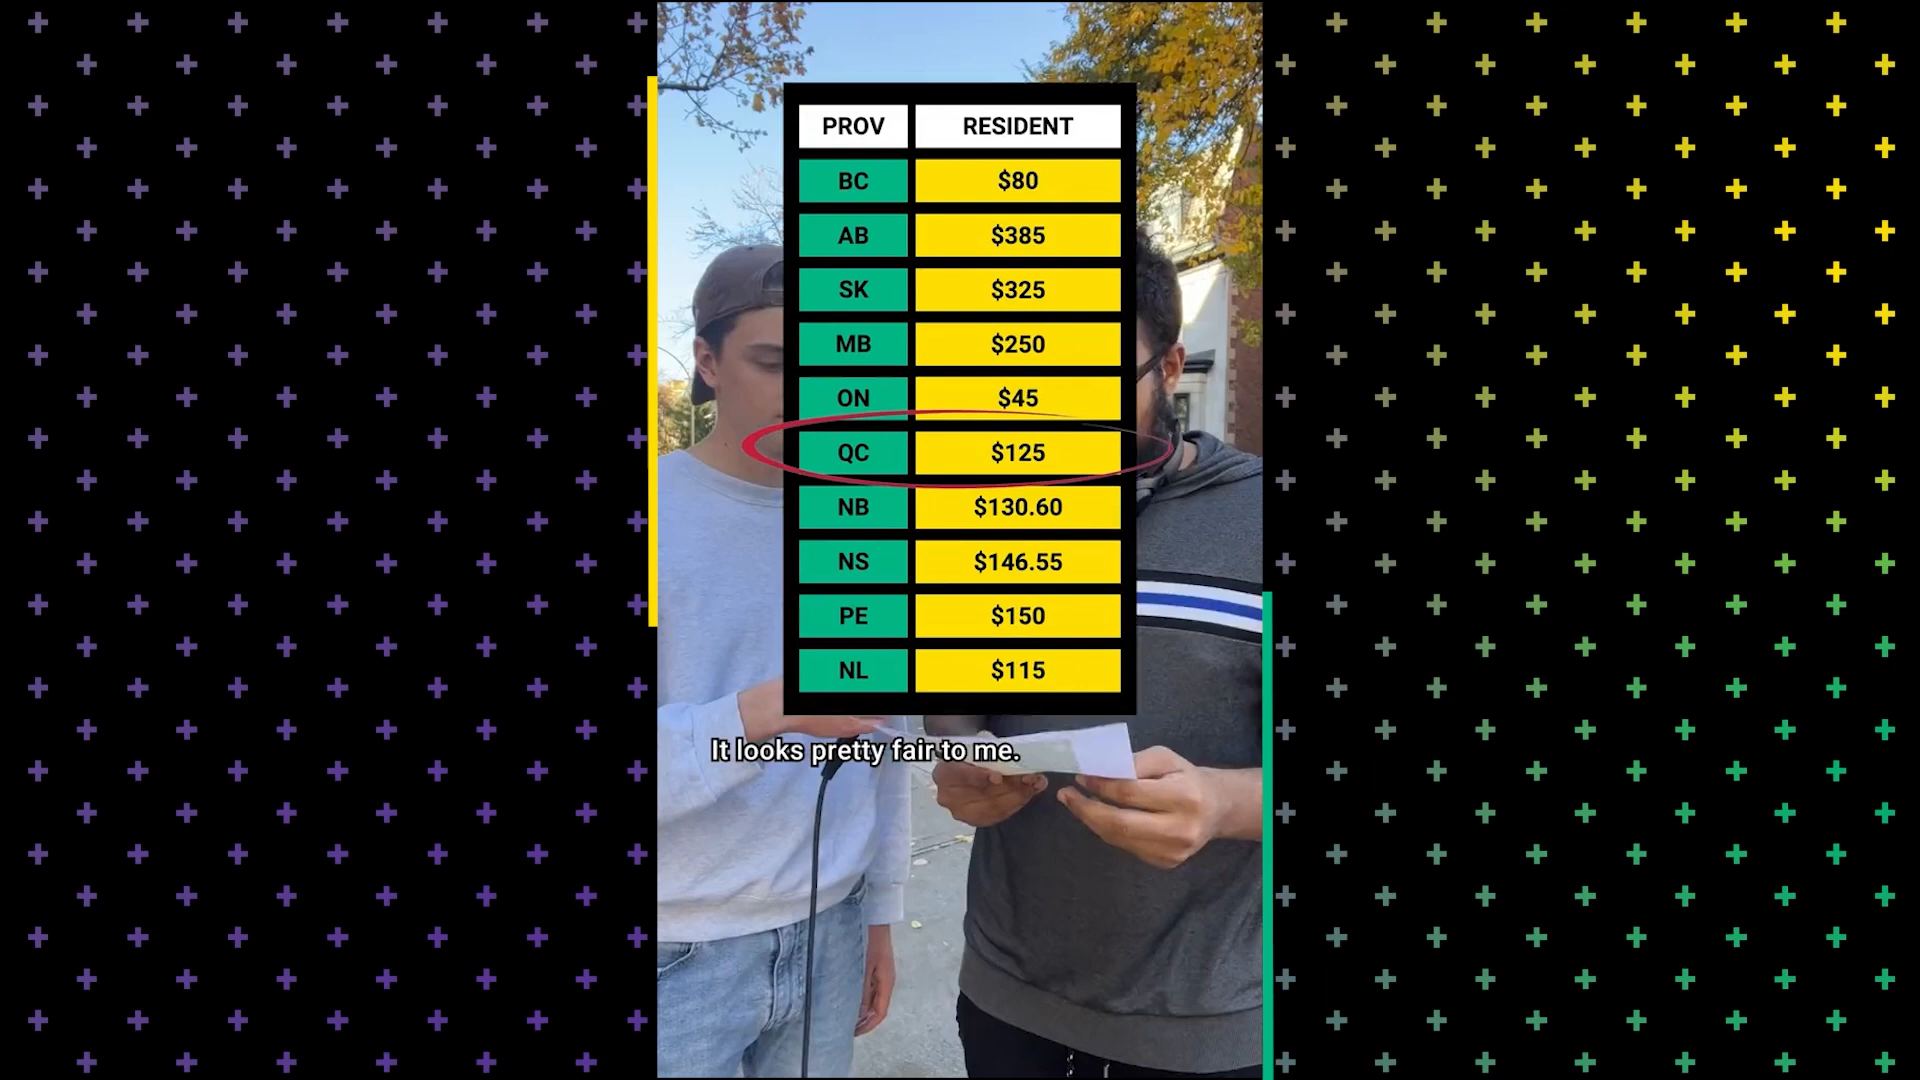 PROV RESIDENT
BC $80
AB $385
SK $325
MB $250
ON $45
QC $125
NB $130.60
NS $146.55
PE $150
NL $115
It looks pretty fair to me.